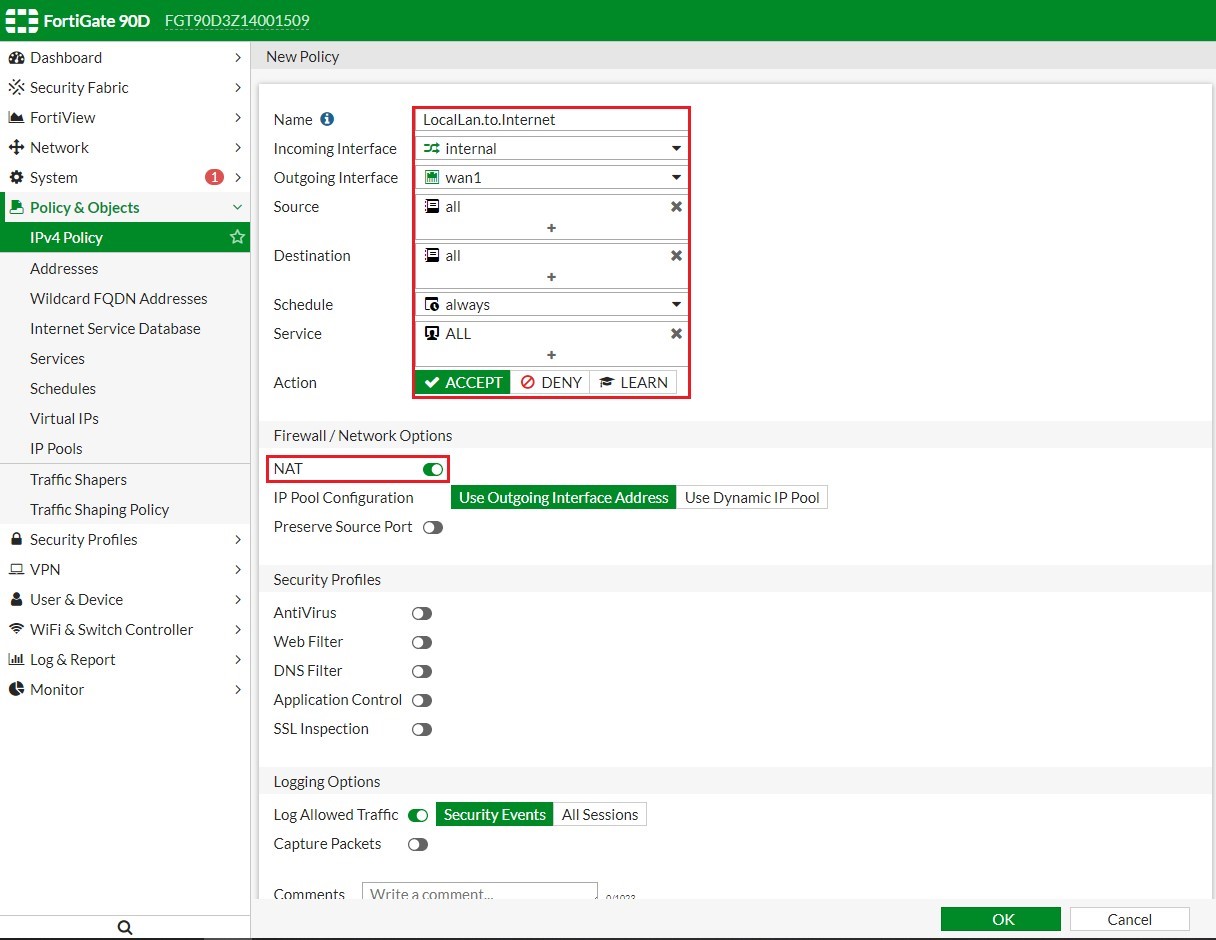 FortiGate 90D FGT90D3Z14001509
Dashboard
Security Fabric
FortiView
Network
System 1
Policy & Objects
IPv4 Policy
Addresses
Wildcard FQDN Addresses
Internet Service Database
Services
Schedules
Virtual IPs
IP Pools
Traffic Shapers
Traffic Shaping Policy
Security Profiles
VPN
User & Device
WiFi & Switch Controller
Log & Report
Monitor
New Policy
Name LocalLan.to.Internet
Incoming Interface internal
Outgoing Interface wan1
Source all
+
Destination all
+
Schedule always
Service ALL
+
Action ACCEPT DENY LEARN
Firewall / Network Options
NAT
IP Pool Configuration Use Outgoing Interface Address Use Dynamic IP Pool
Preserve Source Port
Security Profiles
AntiVirus
Web Filter
DNS Filter
Application Control
SSL Inspection
Logging Options
Log Allowed Traffic Security Events All Sessions
Capture Packets
Comments Write a comment... 0/1023
OK Cancel